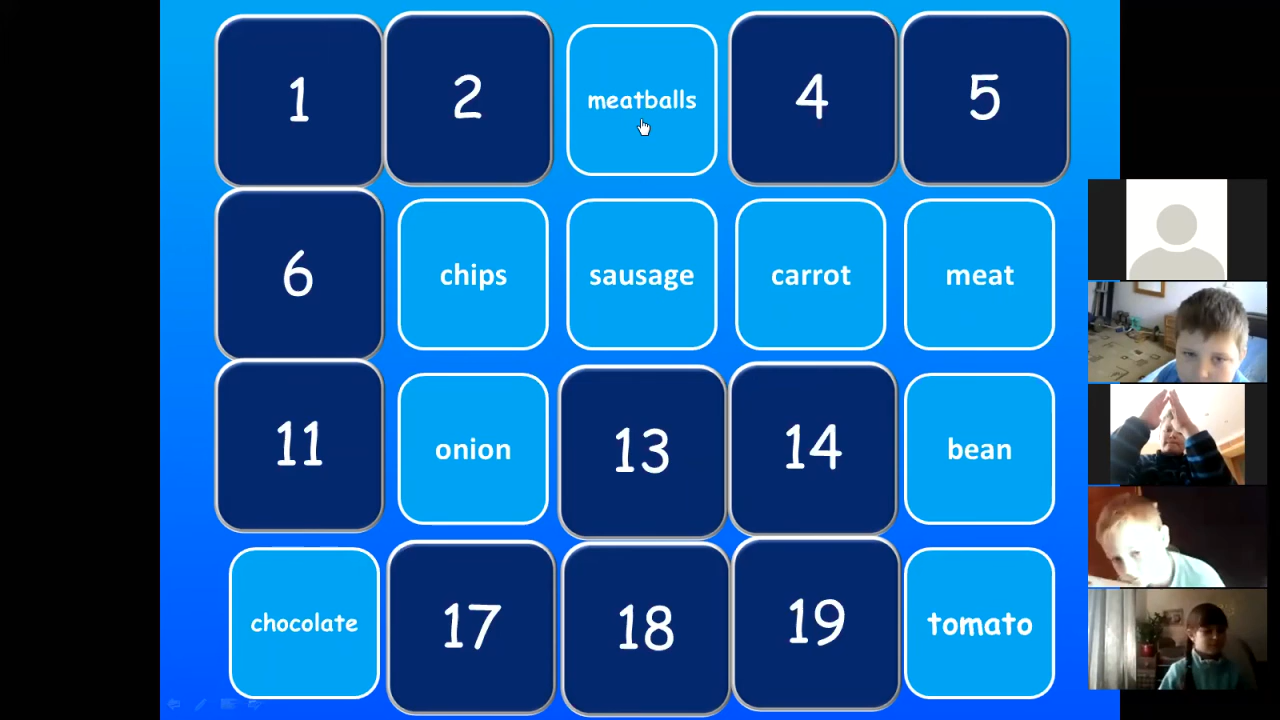 1 2 meatballs 4 5
6 chips sausage carrot meat
11 onion 13 14 bean
chocolate 17 18 19 tomato